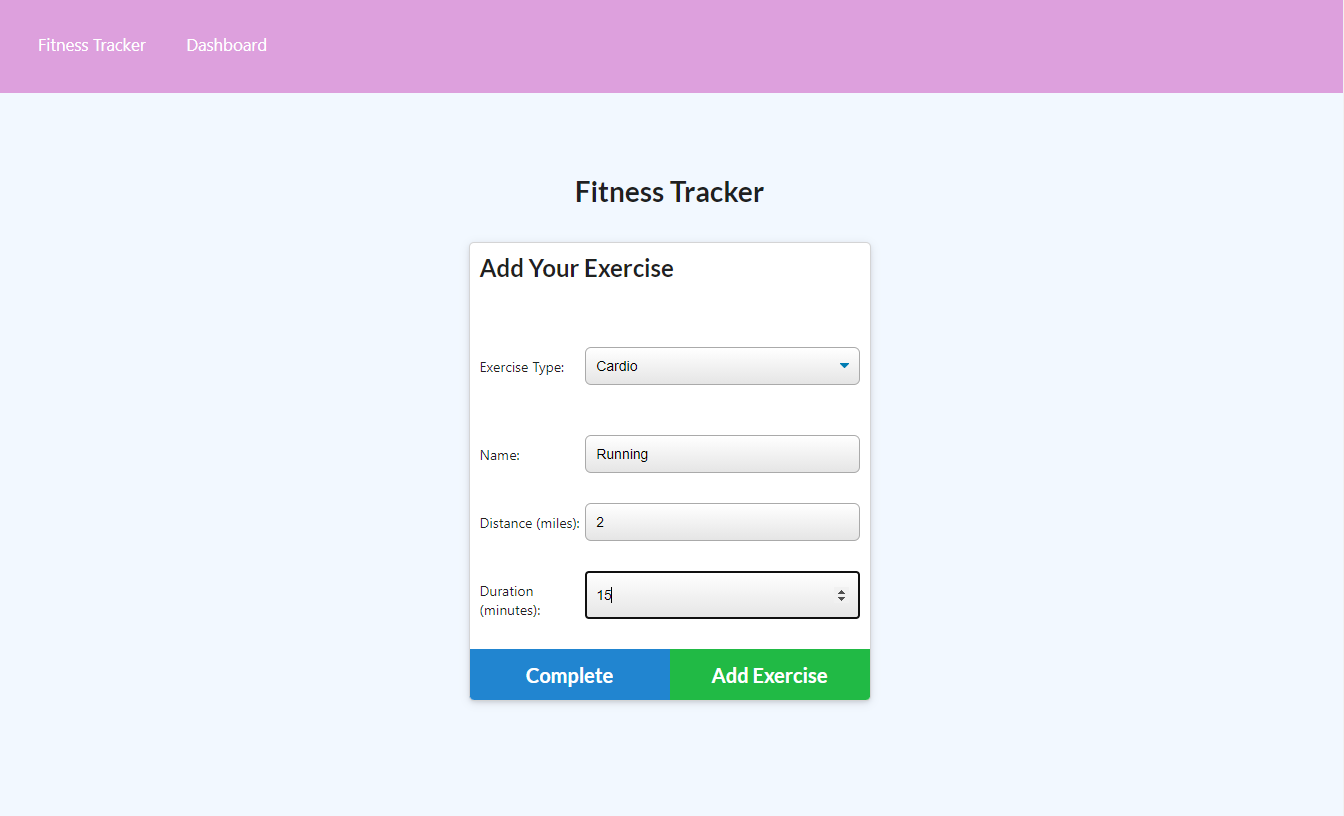 Fitness Tracker Dashboard
Fitness Tracker
Add Your Exercise
Exercise Type: Cardio
Name: Running
Distance (miles): 2
Duration
(minutes): 15
Complete Add Exercise